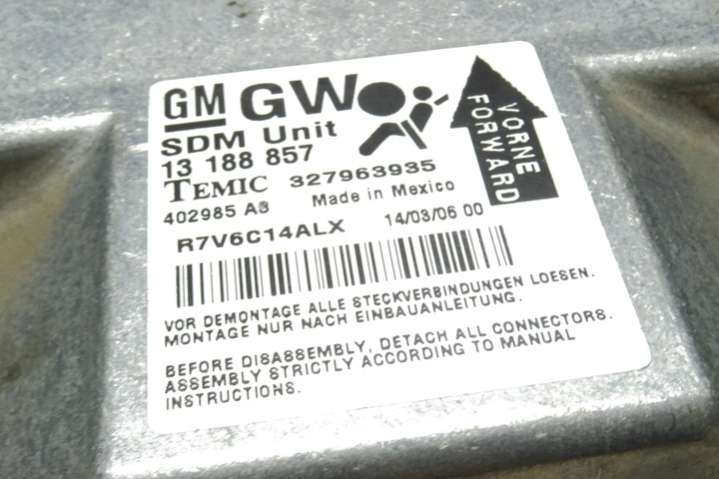 GM GW
SDM Unit
13 188 857
TEMIC 327963935
402985 A3 Made in Mexico
R7V6C14ALX 14/03/06 00
VORNE
FORWARD
VOR DEMONTAGE ALLE STECKVERBINDUNGEN LOESEN.
MONTAGE NUR NACH EINBAUANLEITUNG.
BEFORE DISASSEMBLY, DETACH ALL CONNECTORS.
ASSEMBLY STRICTLY ACCORDING TO MANUAL
INSTRUCTIONS.